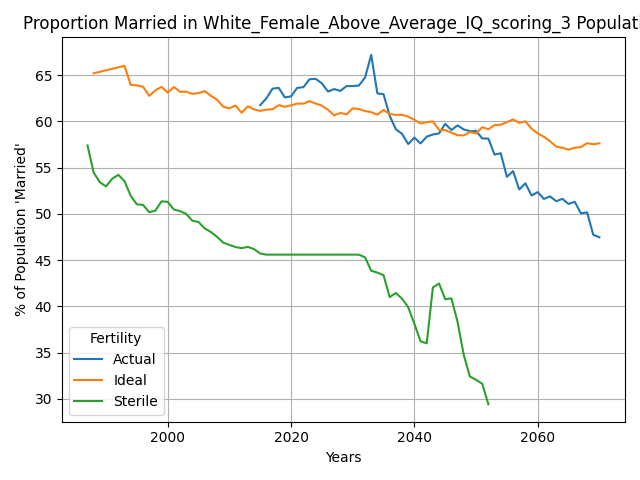 Proportion Married in White_Female_Above_Average_IQ_scoring_3 Populati
% of Population 'Married'
65
60
55
50
45
40
35
30
Fertility
Actual
Ideal
Sterile
2000 2020 2040 2060
Years